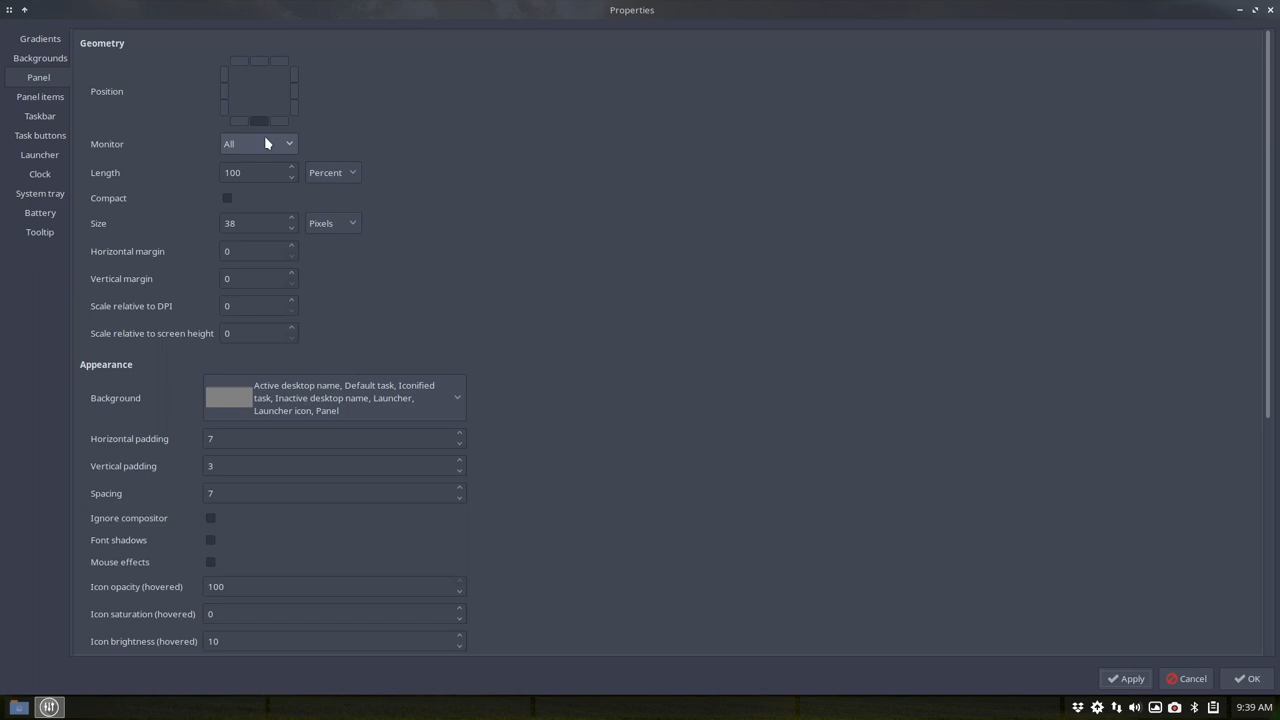 Properties
Gradients
Backgrounds
Panel
Panel items
Taskbar
Task buttons
Launcher
Clock
System tray
Battery
Tooltip
Geometry
Position
Monitor All
Length 100 Percent
Compact
Size 38 Pixels
Horizontal margin 0
Vertical margin 0
Scale relative to DPI 0
Scale relative to screen height 0
Appearance
Background Active desktop name, Default task, Iconified
task, Inactive desktop name, Launcher,
Launcher icon, Panel
Horizontal padding 7
Vertical padding 3
Spacing 7
Ignore compositor
Font shadows
Mouse effects
Icon opacity (hovered) 100
Icon saturation (hovered) 0
Icon brightness (hovered) 10
Apply Cancel OK
9:39 AM